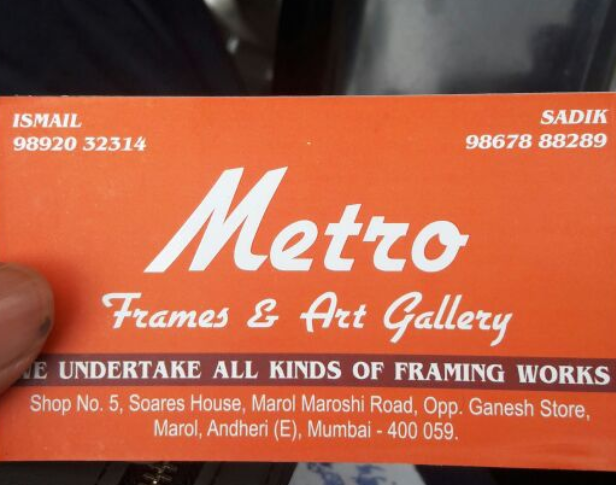 ISMAIL
98920 32314
SADIK
98678 88289
Metro
Frames & Art Gallery
WE UNDERTAKE ALL KINDS OF FRAMING WORKS
Shop No. 5, Soares House, Marol Maroshi Road, Opp. Ganesh Store,
Marol, Andheri (E), Mumbai - 400 059.